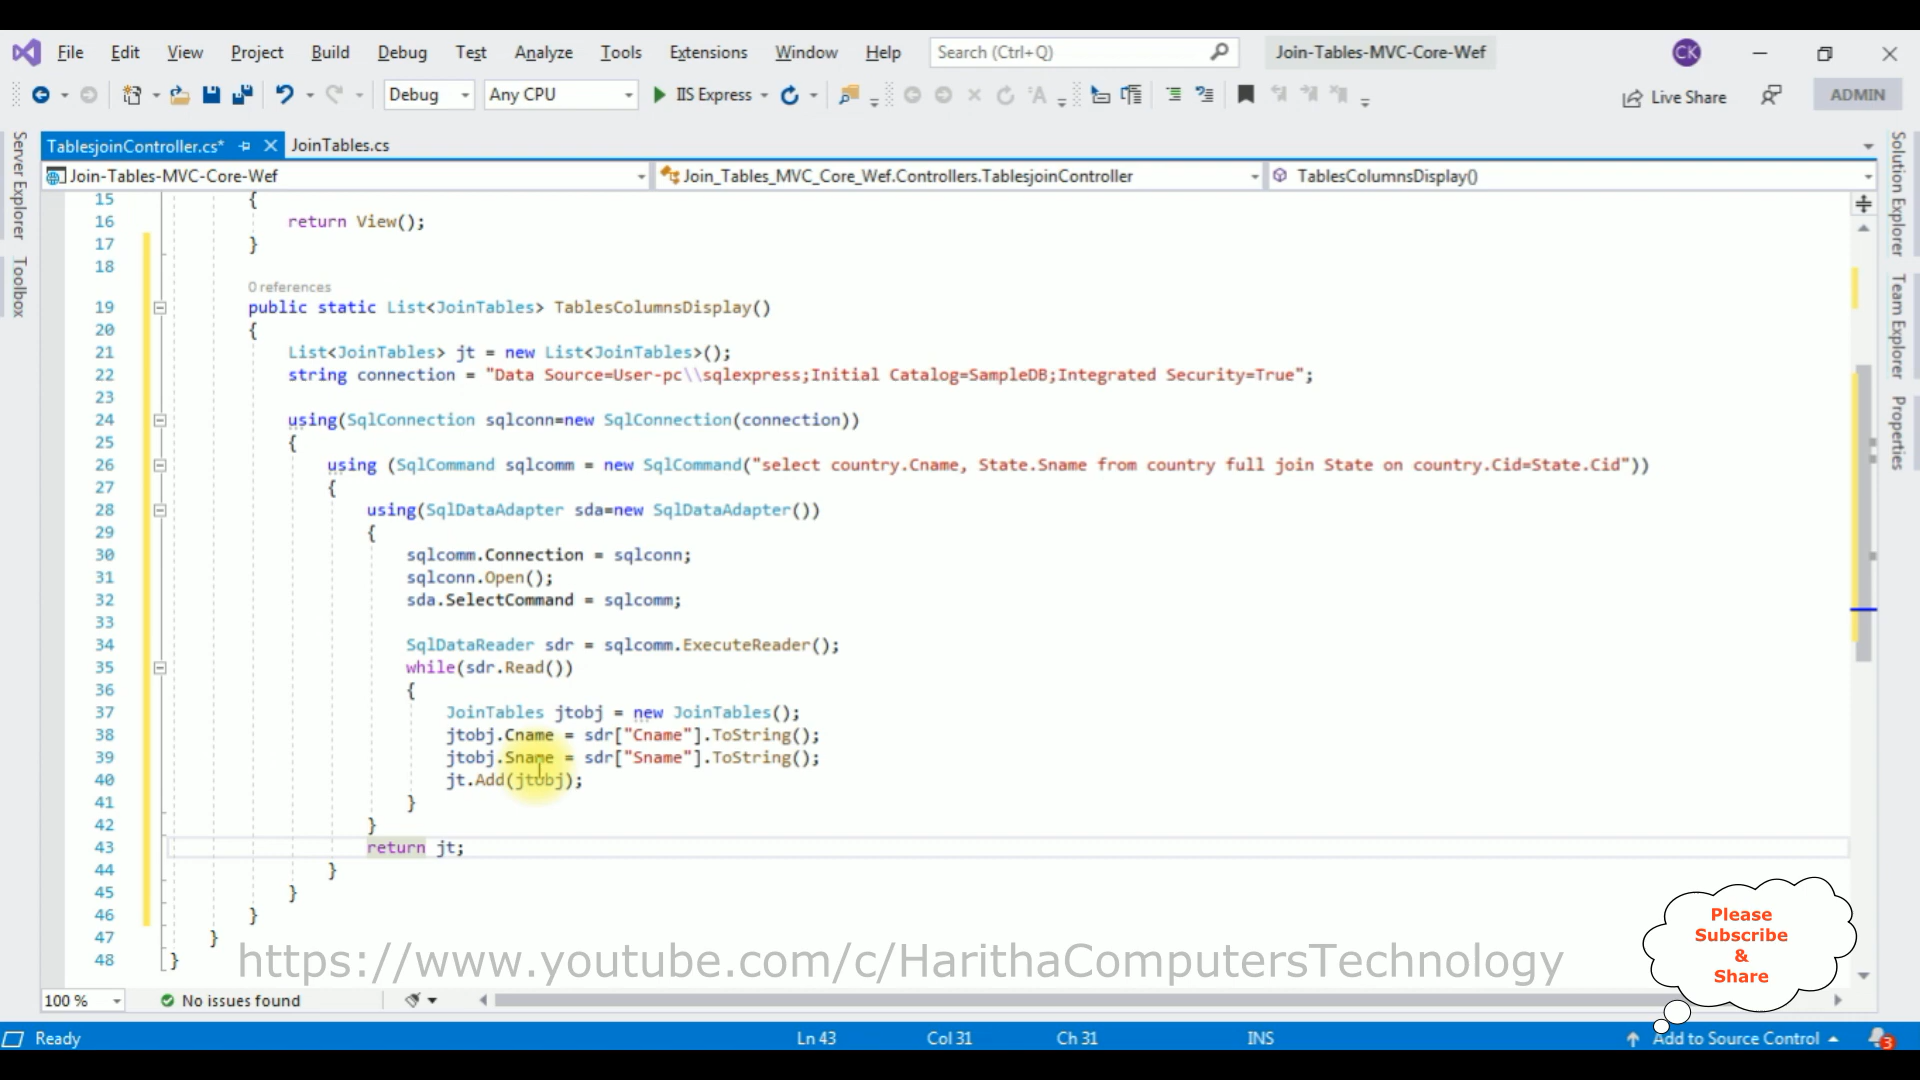 File Edit View Project Build Debug Test Analyze Tools Extensions Window Help Search (Ctrl+Q) Join-Tables-MVC-Core-Wef CK
Debug Any CPU IIS Express Live Share ADMIN
TablesjoinController.cs* JoinTables.cs
Join-Tables-MVC-Core-Wef Join_Tables_MVC_Core_Wef.Controllers.TablesjoinController TablesColumnsDisplay()
Server Explorer
Toolbox
Solution Explorer
Team Explorer
Properties
15 {
16 return View();
17 }
18
0 references
19 public static List<JoinTables> TablesColumnsDisplay()
20 {
21 List<JoinTables> jt = new List<JoinTables>();
22 string connection = "Data Source=User-pc\\sqlexpress;Initial Catalog=SampleDB;Integrated Security=True";
23
24 using(SqlConnection sqlconn=new SqlConnection(connection))
25 {
26 using (SqlCommand sqlcomm = new SqlCommand("select country.Cname, State.Sname from country full join State on country.Cid=State.Cid"))
27 {
28 using(SqlDataAdapter sda=new SqlDataAdapter())
29 {
30 sqlcomm.Connection = sqlconn;
31 sqlconn.Open();
32 sda.SelectCommand = sqlcomm;
33
34 SqlDataReader sdr = sqlcomm.ExecuteReader();
35 while(sdr.Read())
36 {
37 JoinTables jtobj = new JoinTables();
38 jtobj.Cname = sdr["Cname"].ToString();
39 jtobj.Sname = sdr["Sname"].ToString();
40 jt.Add(jtobj);
41 }
42 }
43 return jt;
44 }
45 }
46 }
47 }
48 }
https://www.youtube.com/c/HarithaComputersTechnology
Please
Subscribe
&
Share
100 % No issues found
Ready Ln 43 Col 31 Ch 31 INS Add to Source Control 3